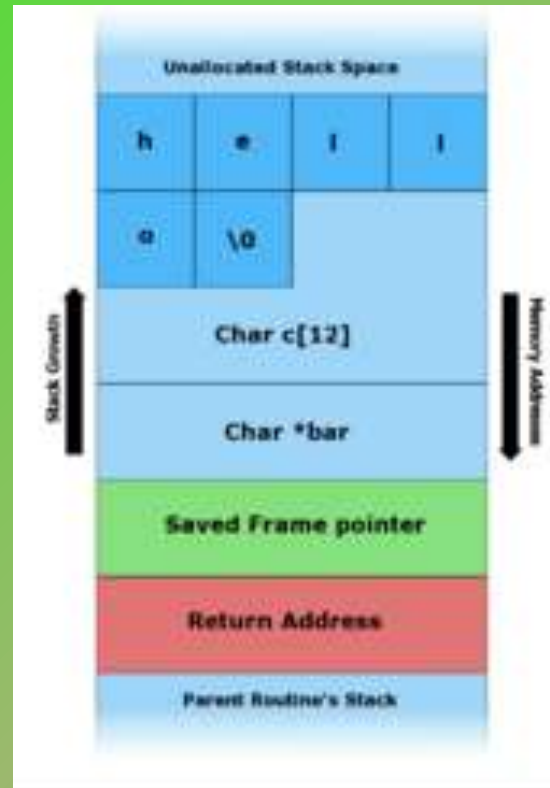 Unallocated Stack Space
h e l l
o \0
Stack Growth
Memory Addresses
Char c[12]
Char *bar
Saved Frame pointer
Return Address
Parent Routine's Stack